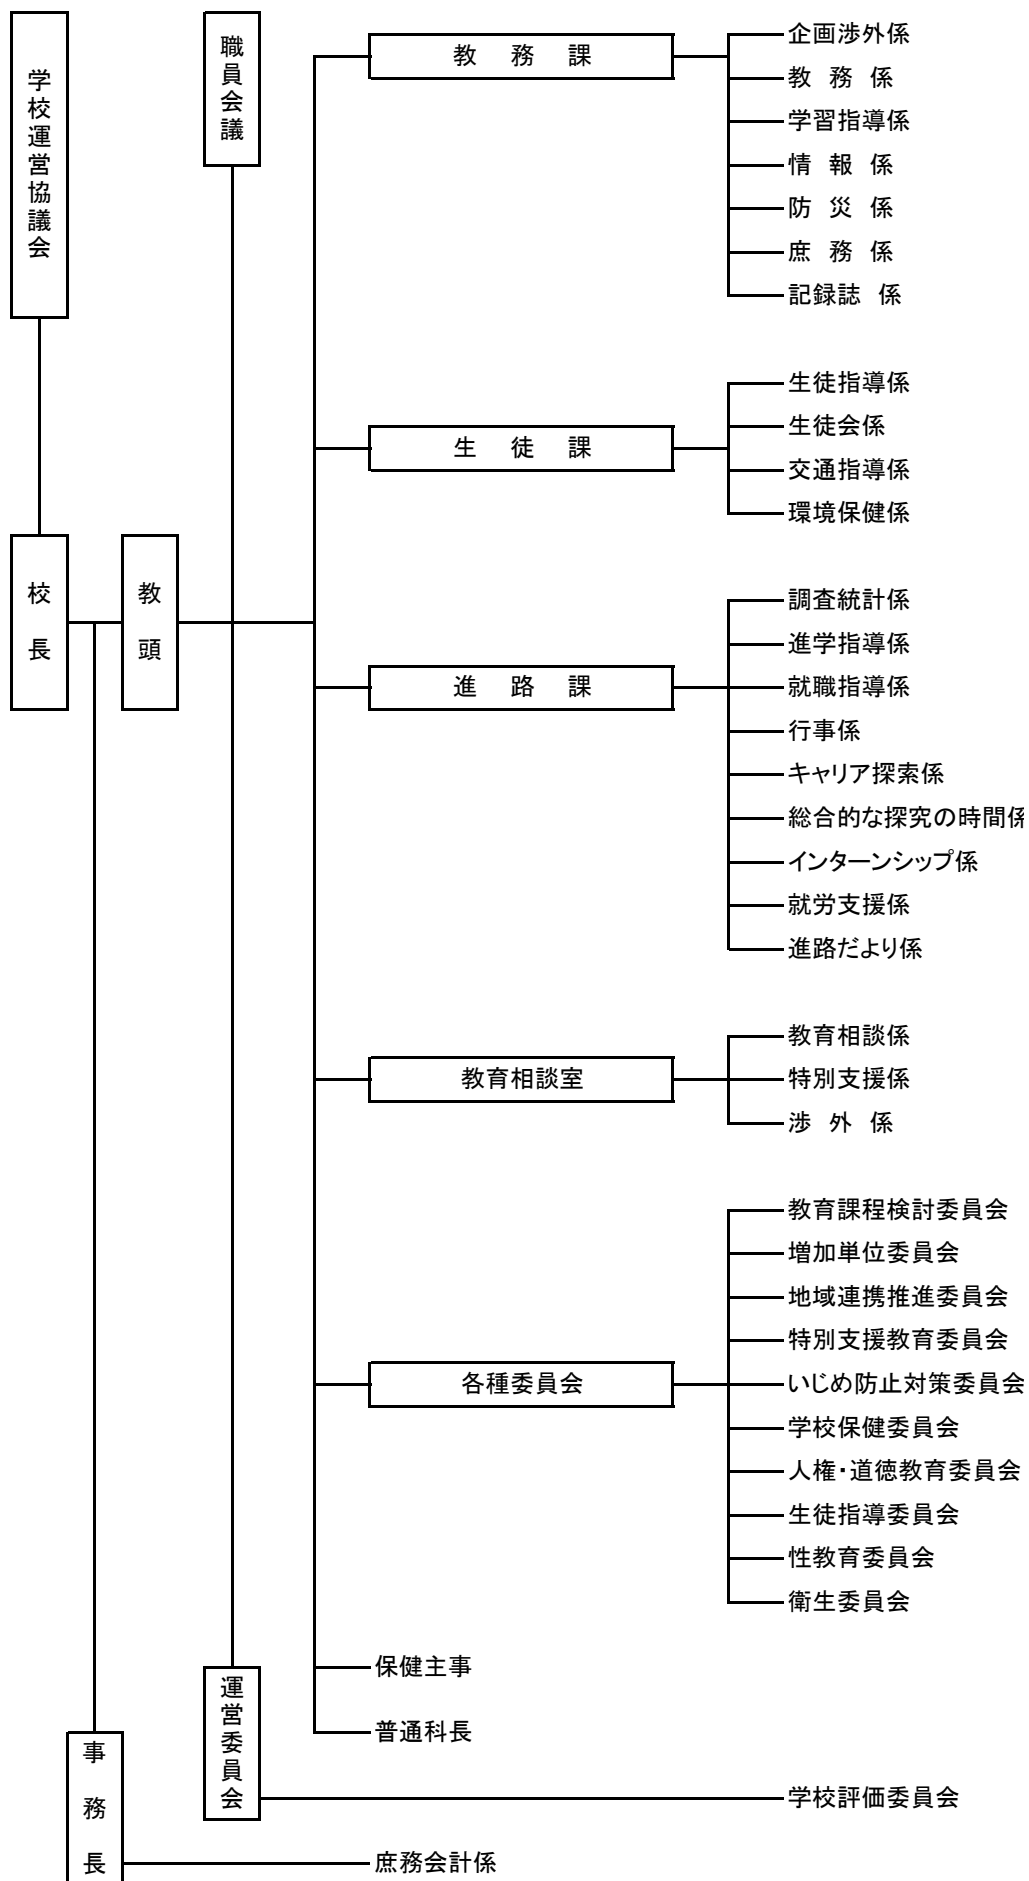 学校運営協議会
職員会議
教務課
企画渉外係
教務係
学習指導係
情報係
防災係
庶務係
記録誌 係
生徒課
生徒指導係
生徒会係
交通指導係
環境保健係
校長
教頭
進路課
調査統計係
進学指導係
就職指導係
行事係
キャリア探索係
総合的な探究の時間係
インターンシップ係
就労支援係
進路だより係
教育相談室
教育相談係
特別支援係
渉外係
各種委員会
教育課程検討委員会
増加単位委員会
地域連携推進委員会
特別支援教育委員会
いじめ防止対策委員会
学校保健委員会
人権・道徳教育委員会
生徒指導委員会
性教育委員会
衛生委員会
保健主事
普通科長
運営委員会
学校評価委員会
事務長
庶務会計係